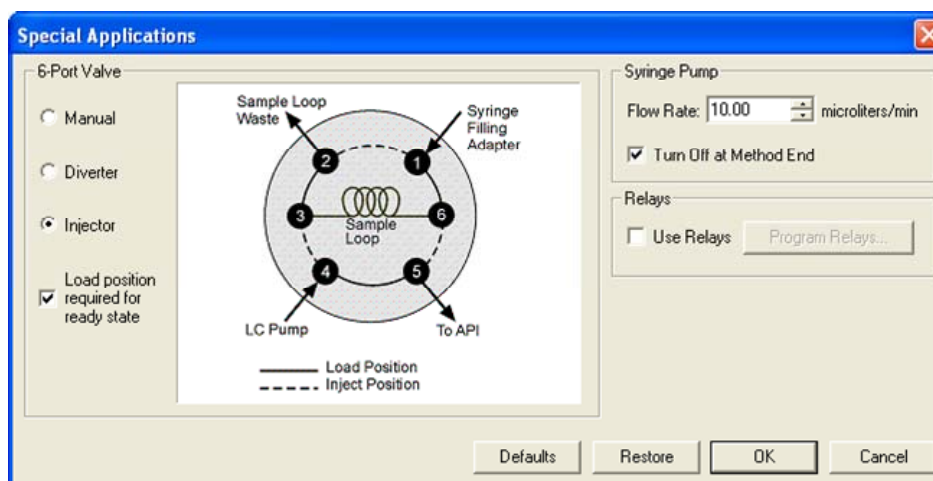 Special Applications
6-Port Valve
Manual
Diverter
Injector
Load position
required for
ready state
Sample Loop
Waste
Syringe
Filling
Adapter
2
1
3
6
Sample
Loop
4
5
LC Pump
To API
Load Position
Inject Position
Syringe Pump
Flow Rate: 10.00 microliters/min
Turn Off at Method End
Relays
Use Relays Program Relays...
Defaults Restore OK Cancel